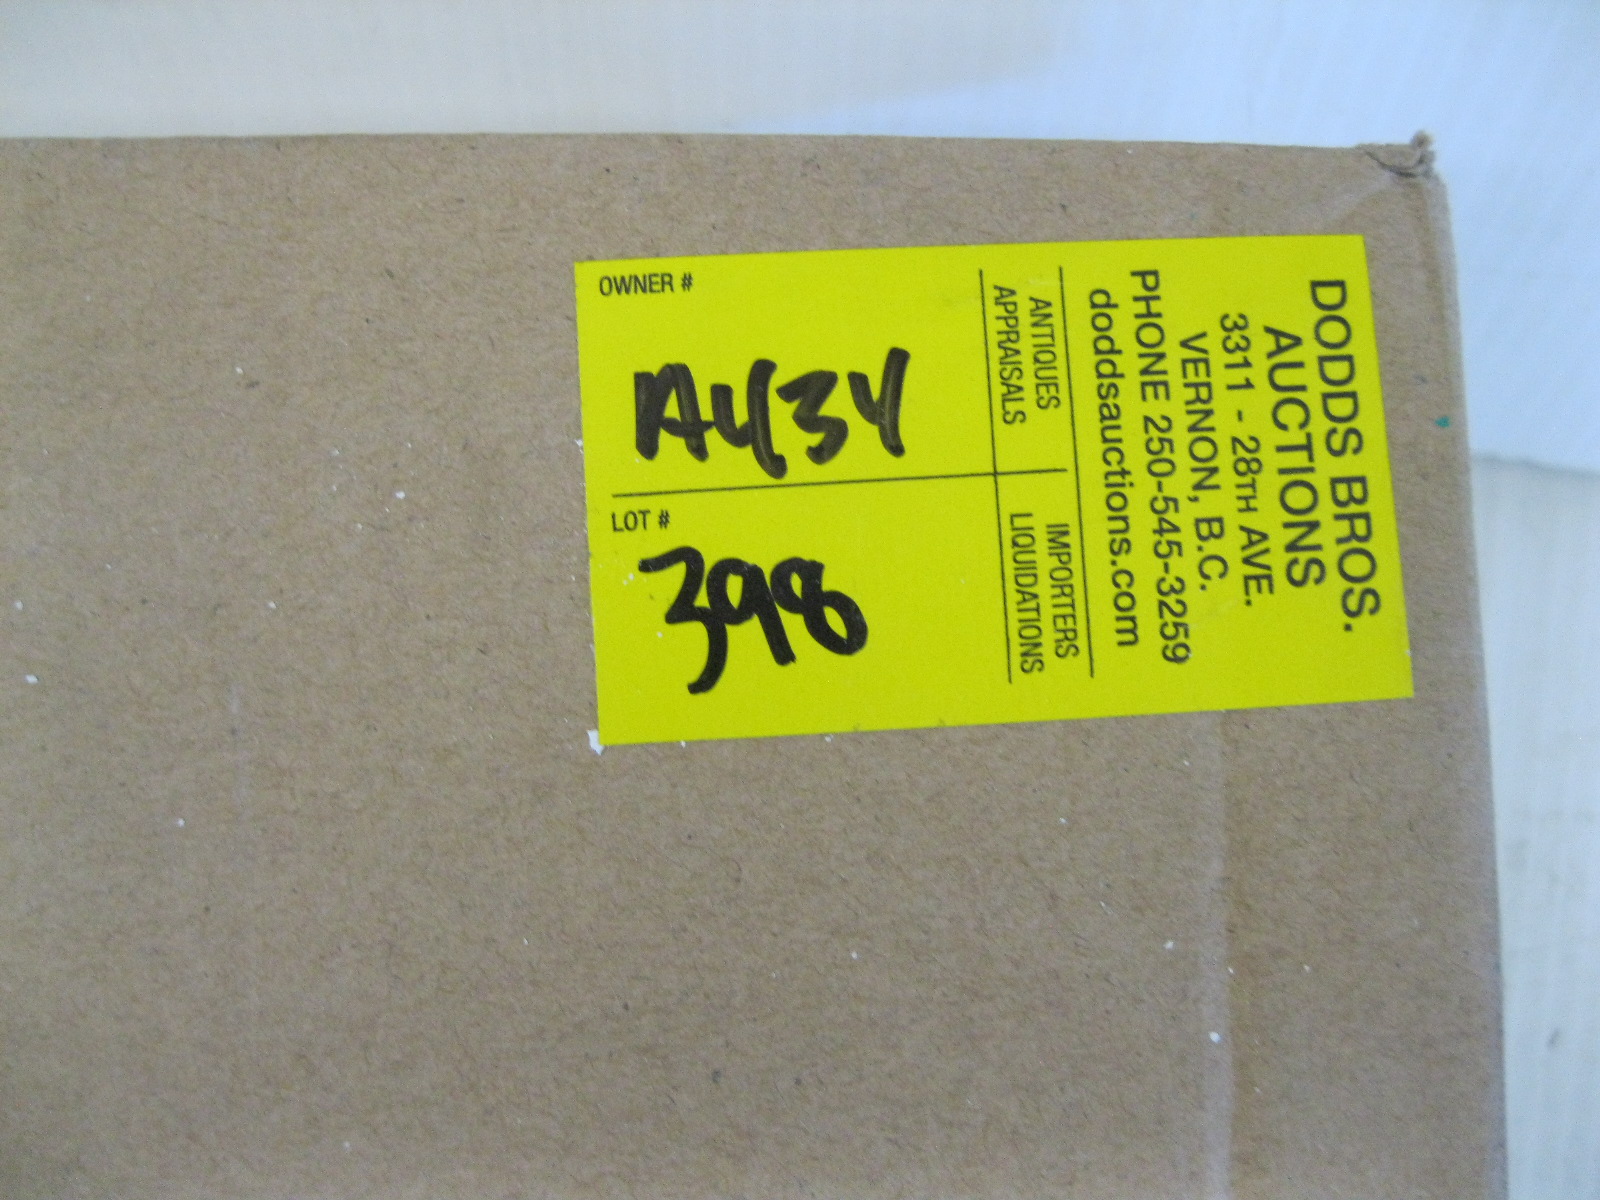 DODDS BROS.
AUCTIONS
3311 - 28TH AVE.
VERNON, B.C.
PHONE 250-545-3259
doddsauctions.com
ANTIQUES
APPRAISALS
IMPORTERS
LIQUIDATIONS
OWNER #
A434
LOT #
398